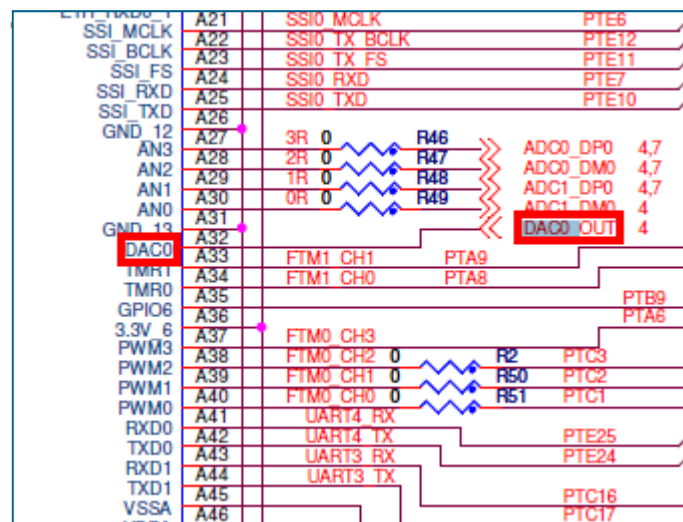 A21 SSI0_MCLK PTE6
SSI_MCLK A22 SSI0_TX_BCLK PTE12
SSI_BCLK A23 SSI0_TX_FS PTE11
SSI_FS A24 SSI0_RXD PTE7
SSI_RXD A25 SSI0_TXD PTE10
SSI_TXD A26
GND_12 A27 3R 0 R46 ADC0_DP0 4,7
AN3 A28 2R 0 R47 ADC0_DM0 4,7
AN2 A29 1R 0 R48 ADC1_DP0 4,7
AN1 A30 0R 0 R49 ADC1_DM0 4
AN0 A31
GND_13 A32 DAC0_OUT 4
DAC0 A33 FTM1_CH1 PTA9
TMR1 A34 FTM1_CH0 PTA8
TMR0 A35 PTB9
GPIO6 A36 PTA6
3.3V_6 A37 FTM0_CH3
PWM3 A38 FTM0_CH2 0 R2 PTC3
PWM2 A39 FTM0_CH1 0 R50 PTC2
PWM1 A40 FTM0_CH0 0 R51 PTC1
PWM0 A41 UART4_RX
RXD0 A42 UART4_TX PTE25
TXD0 A43 UART3_RX PTE24
RXD1 A44 UART3_TX
TXD1 A45 PTC16
VSSA A46 PTC17